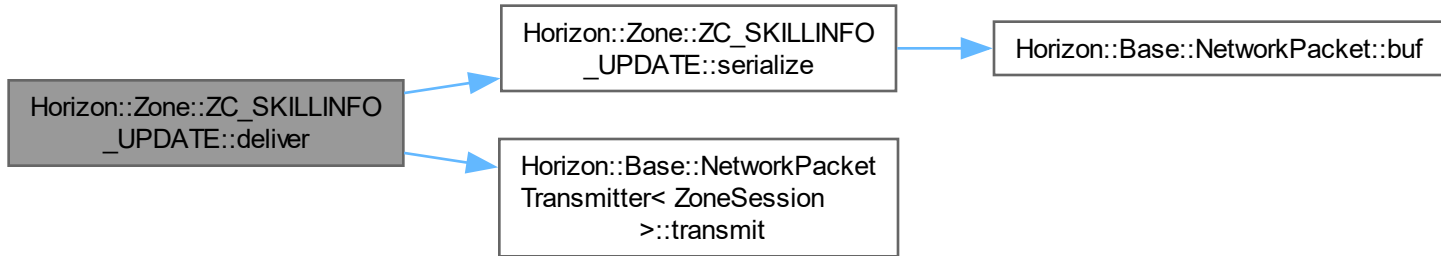 Horizon::Zone::ZC_SKILLINFO
_UPDATE::deliver
Horizon::Zone::ZC_SKILLINFO
_UPDATE::serialize
Horizon::Base::NetworkPacket::buf
Horizon::Base::NetworkPacket
Transmitter< ZoneSession
>::transmit